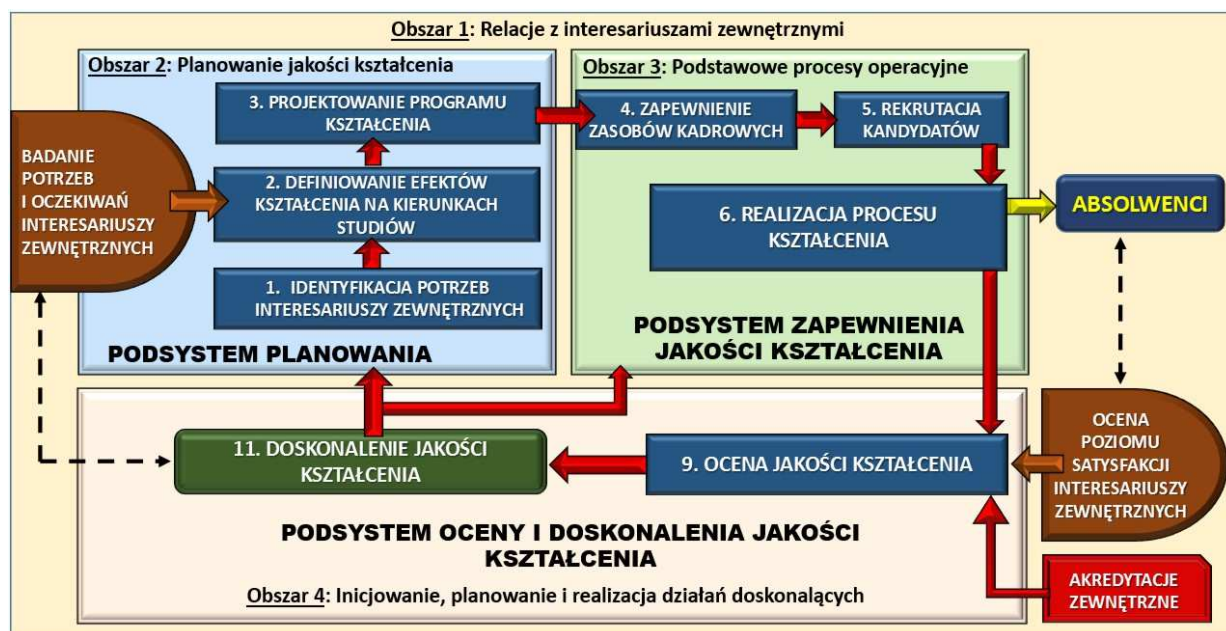 Obszar 1: Relacje z interesariuszami zewnętrznymi
Obszar 2: Planowanie jakości kształcenia
3. PROJEKTOWANIE PROGRAMU
KSZTAŁCENIA
BADANIE
POTRZEB
I OCZEKIWAŃ
INTERESARIUSZY
ZEWNĘTRZNYCH
2. DEFINIOWANIE EFEKTÓW
KSZTAŁCENIA NA KIERUNKACH
STUDIÓW
1. IDENTYFIKACJA POTRZEB
INTERESARIUSZY ZEWNĘTRZNYCH
PODSYSTEM PLANOWANIA
Obszar 3: Podstawowe procesy operacyjne
4. ZAPEWNIENIE
ZASOBÓW KADROWYCH
5. REKRUTACJA
KANDYDATÓW
6. REALIZACJA PROCESU
KSZTAŁCENIA
ABSOLWENCI
PODSYSTEM ZAPEWNIENIA
JAKOŚCI KSZTAŁCENIA
11. DOSKONALENIE JAKOŚCI
KSZTAŁCENIA
9. OCENA JAKOŚCI KSZTAŁCENIA
OCENA
POZIOMU
SATYSFAKCJI
INTERESARIUSZY
ZEWNĘTRZNYCH
PODSYSTEM OCENY I DOSKONALENIA JAKOŚCI
KSZTAŁCENIA
Obszar 4: Inicjowanie, planowanie i realizacja działań doskonalących
AKREDYTACJE
ZEWNĘTRZNE